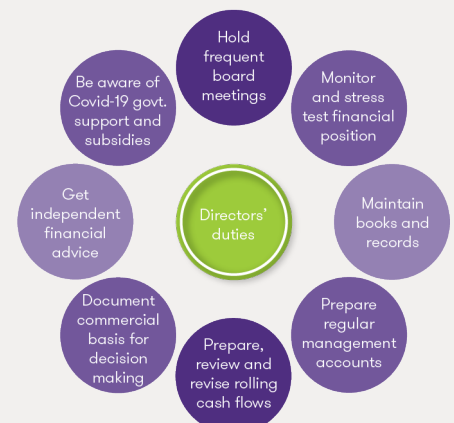 Hold
frequent
board
meetings
Monitor
and stress
test financial
position
Maintain
books and
records
Prepare
regular
management
accounts
Prepare,
review and
revise rolling
cash flows
Document
commercial
basis for
decision
making
Get
independent
financial
advice
Be aware of
Covid-19 govt.
support and
subsidies
Directors'
duties